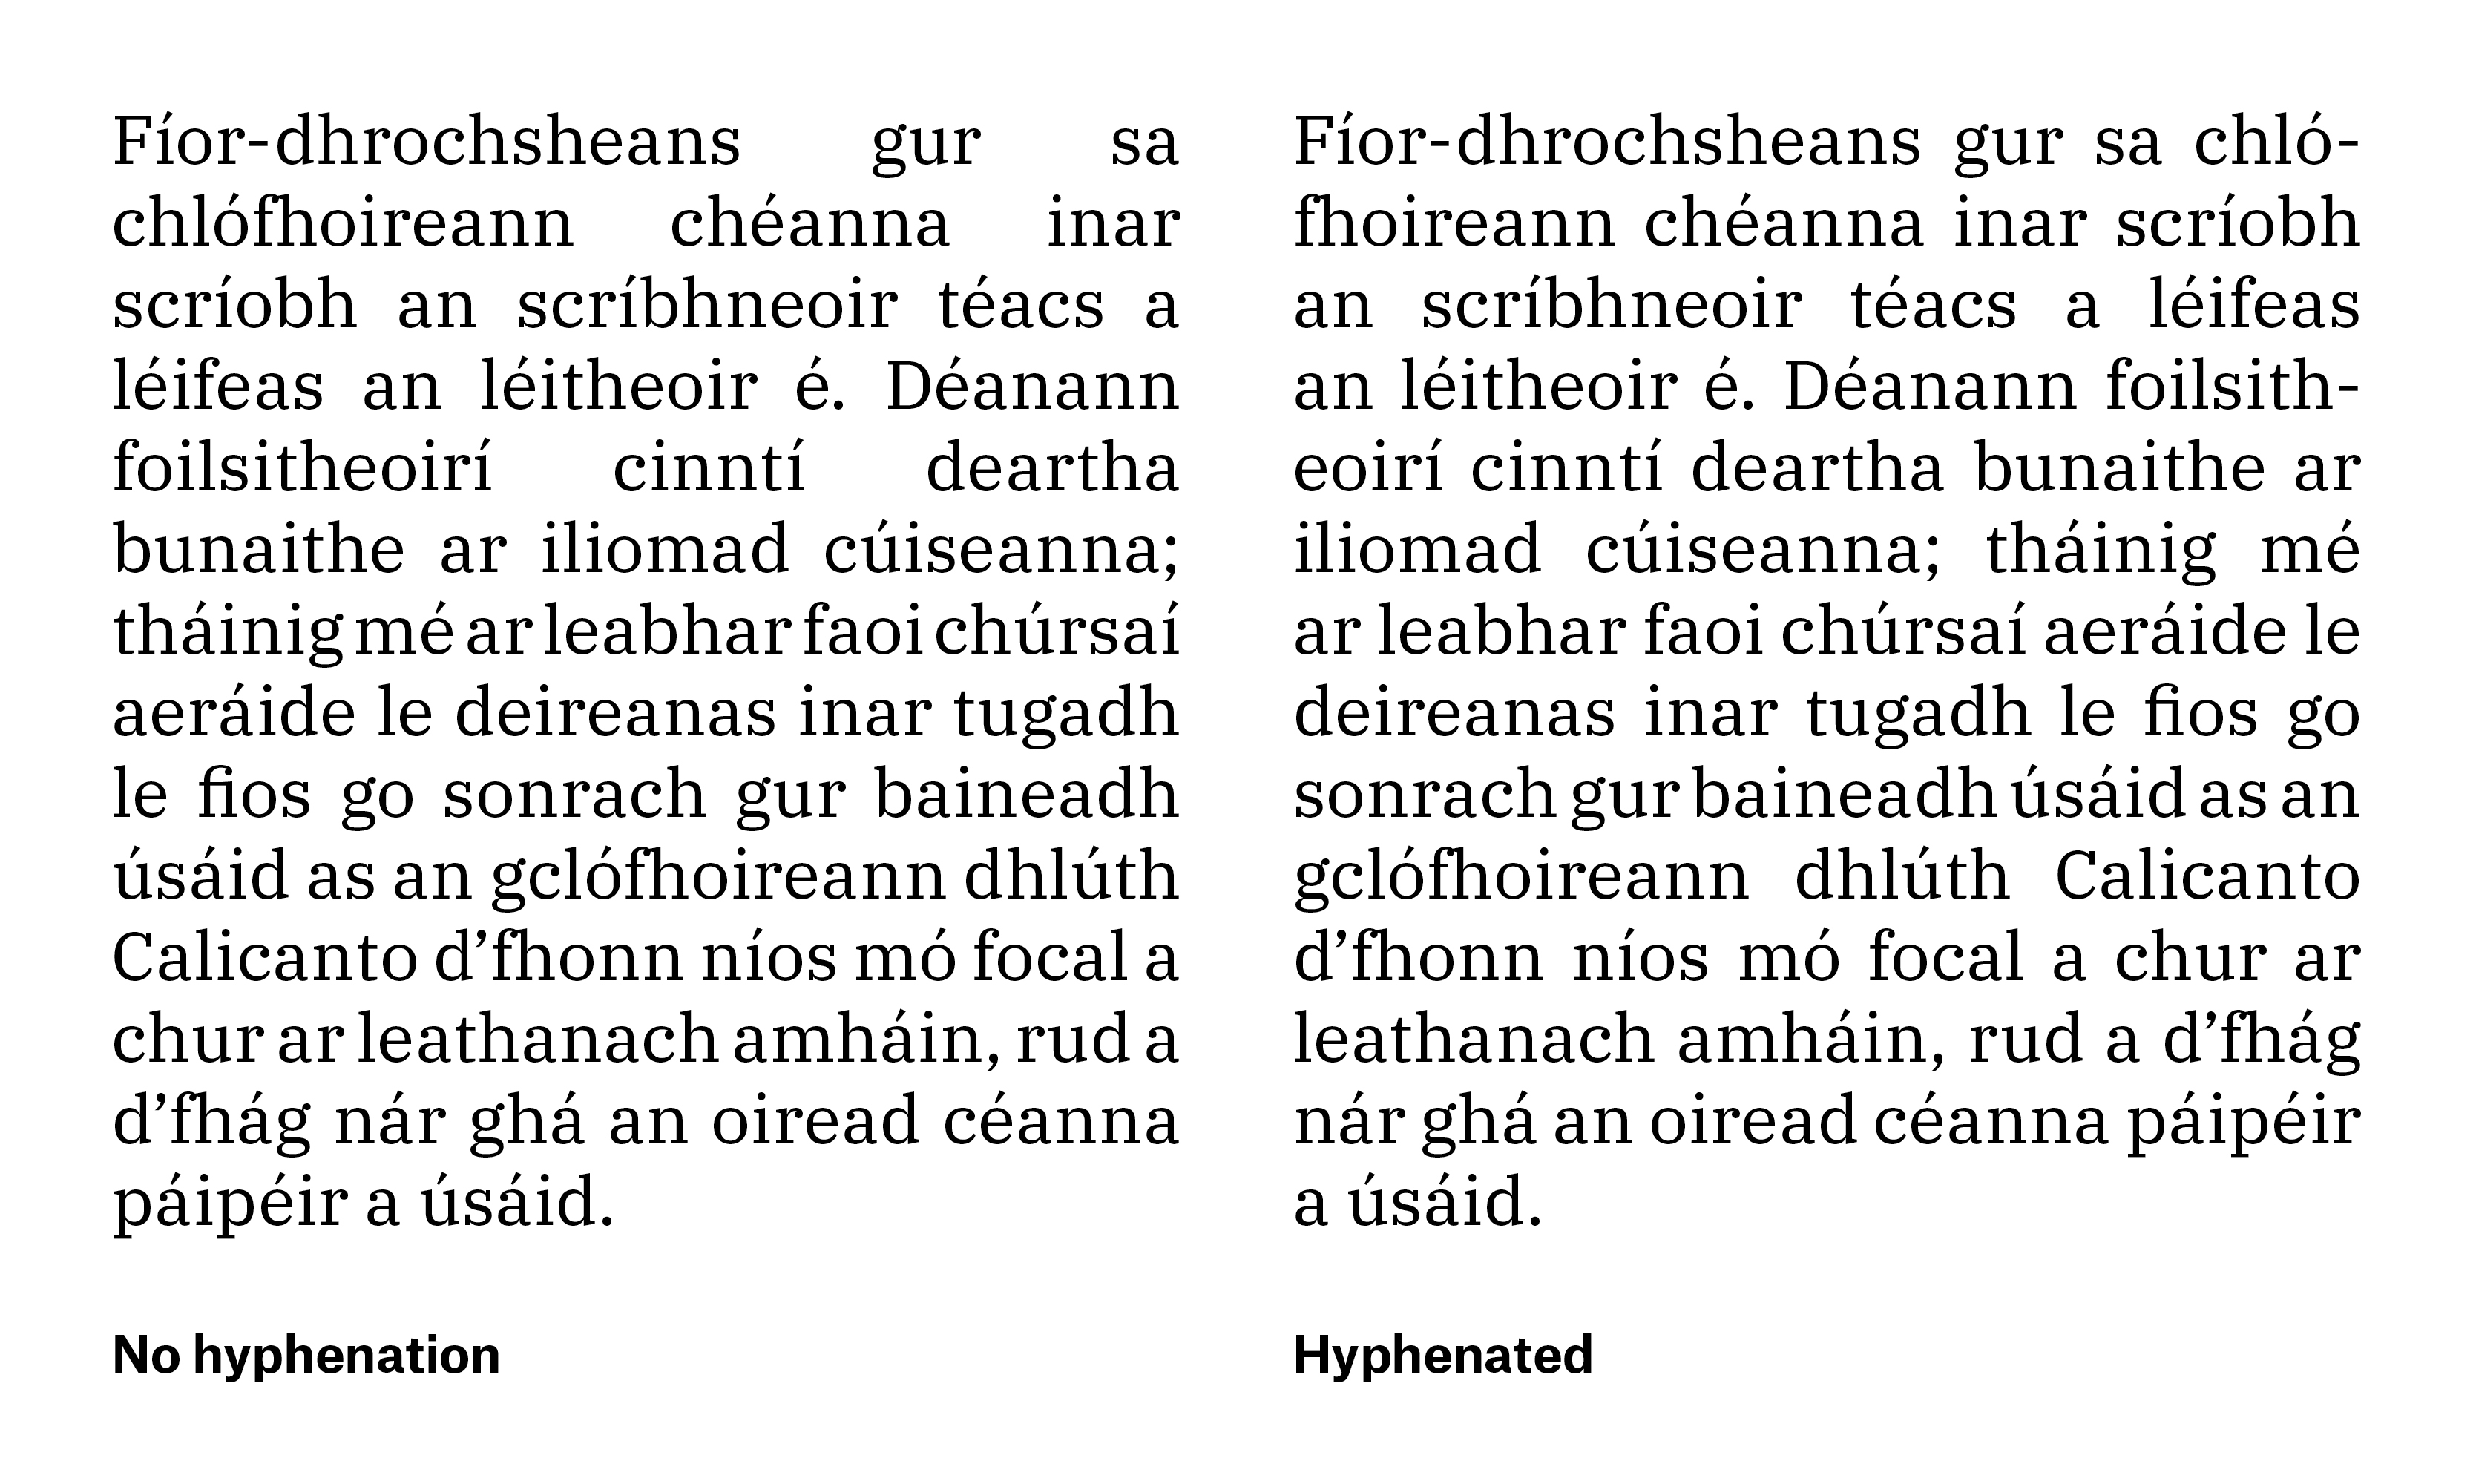 Fíor-dhrochsheans gur sa
chlófhoireann chéanna inar
scríobh an scríbhneoir téacs a
léifeas an léitheoir é. Déanann
foilsitheoirí cinntí deartha
bunaithe ar iliomad cúiseanna;
tháinig mé ar leabhar faoi chúrsaí
aeráide le deireanas inar tugadh
le fios go sonrach gur baineadh
úsáid as an gclófhoireann dhlúth
Calicanto d’fhonn níos mó focal a
chur ar leathanach amháin, rud a
d’fhág nár ghá an oiread céanna
páipéir a úsáid.
No hyphenation
Fíor-dhrochsheans gur sa chló-
fhoireann chéanna inar scríobh
an scríbhneoir téacs a léifeas
an léitheoir é. Déanann foilsith-
eoirí cinntí deartha bunaithe ar
iliomad cúiseanna; tháinig mé
ar leabhar faoi chúrsaí aeráide le
deireanas inar tugadh le fios go
sonrach gur baineadh úsáid as an
gclófhoireann dhlúth Calicanto
d’fhonn níos mó focal a chur ar
leathanach amháin, rud a d’fhág
nár ghá an oiread céanna páipéir
a úsáid.
Hyphenated